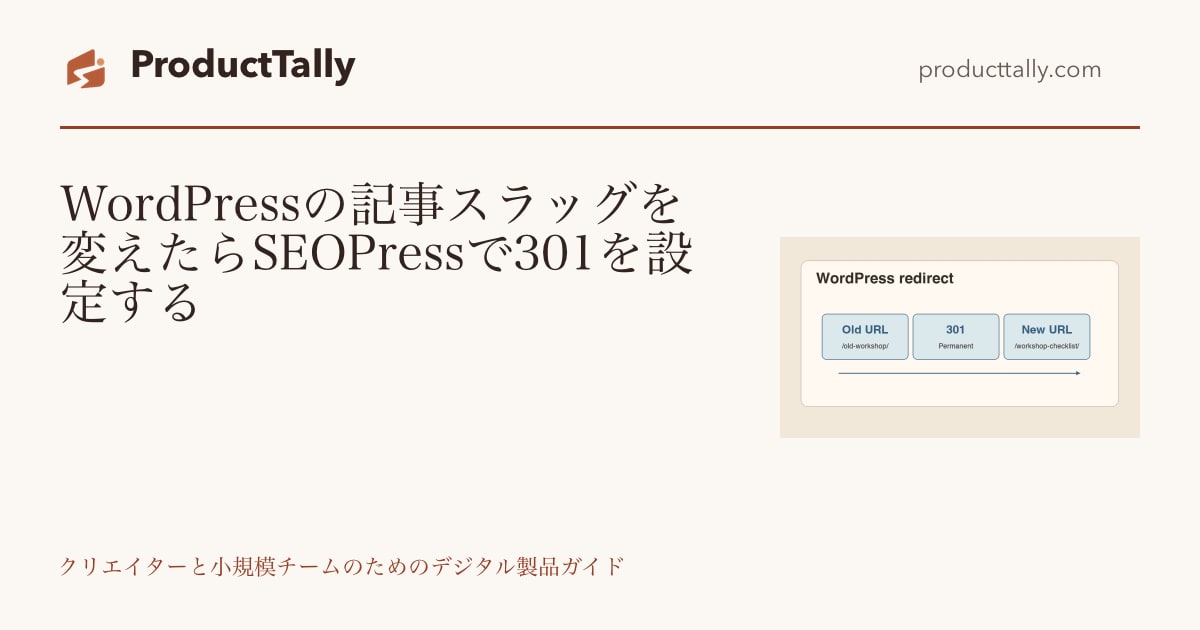 ProductTally
producttally.com
WordPressの記事スラッグを
変えたらSEOPressで301を設
定する
WordPress redirect
Old URL
/old-workshop/
301
Permanent
New URL
/workshop-checklist/
クリエイターと小規模チームのためのデジタル製品ガイド